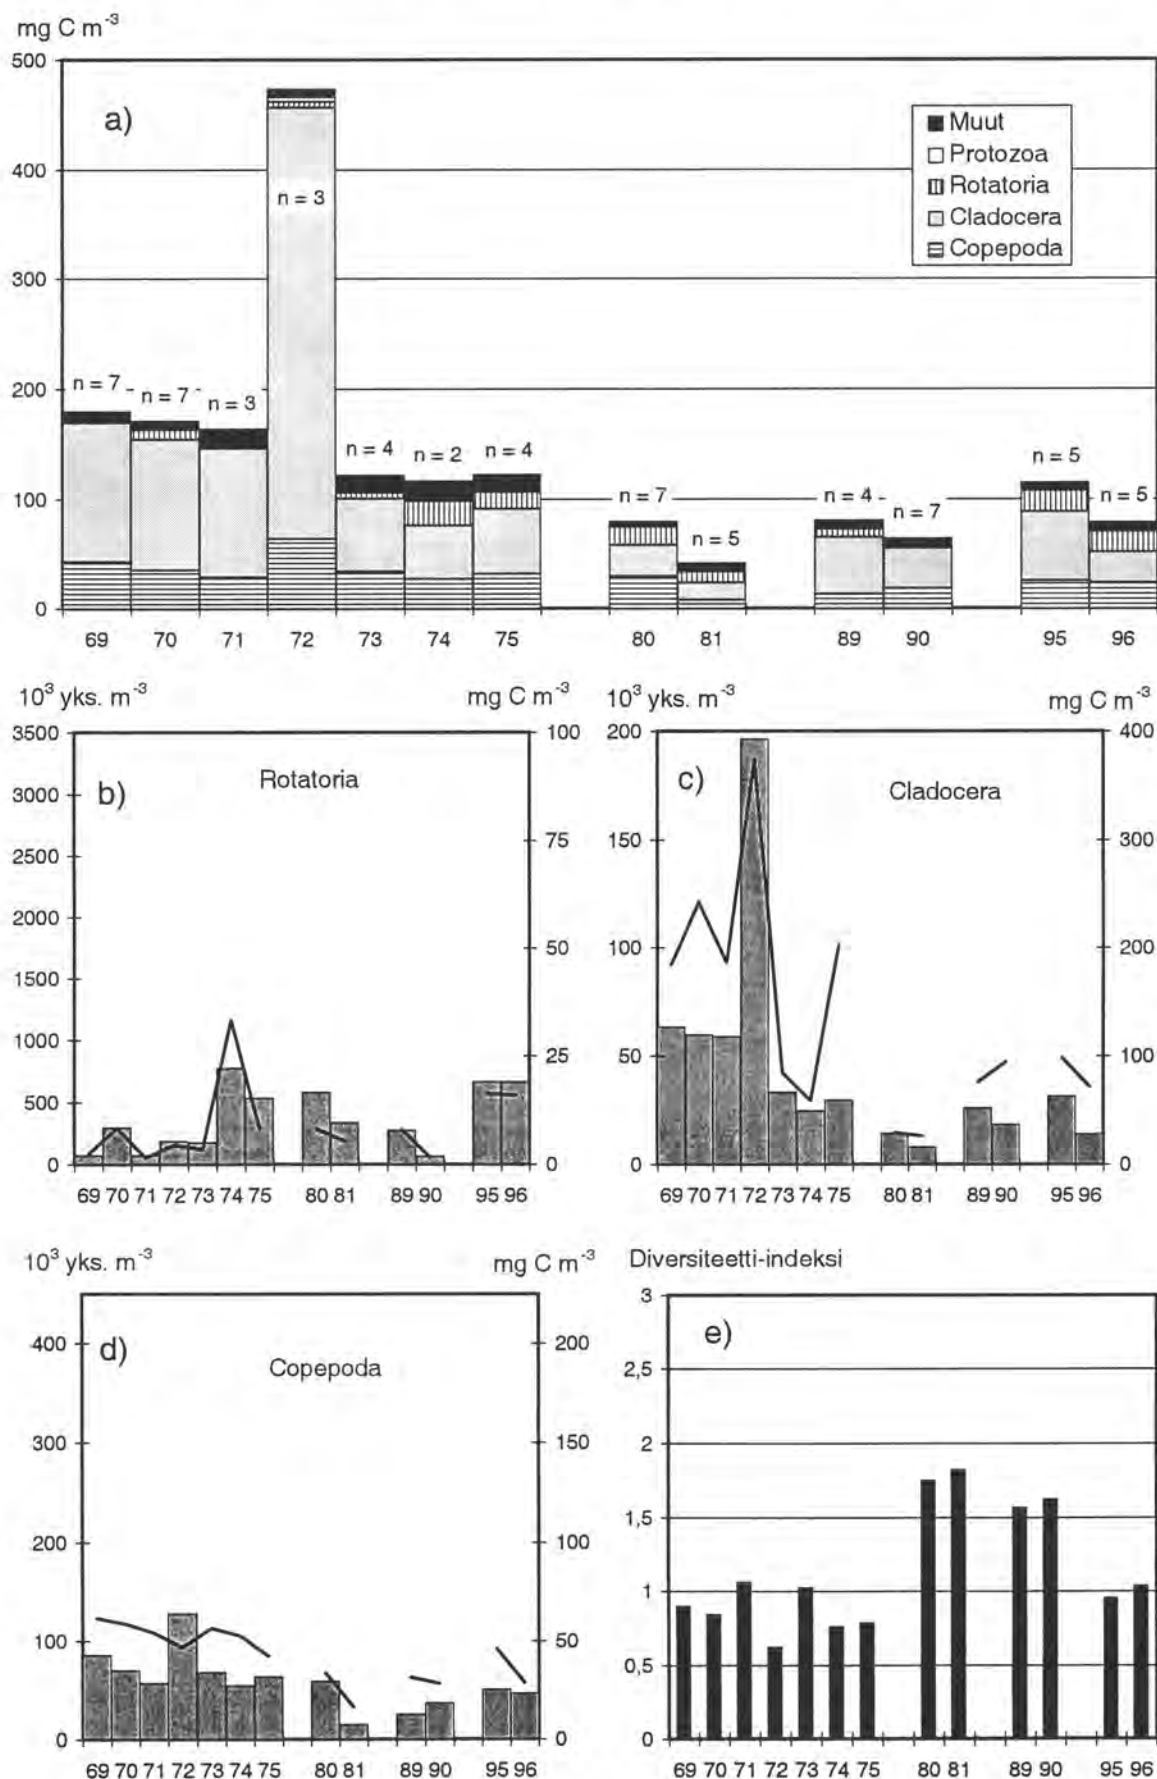 mg C m⁻³
500
a)
Muut
Protozoa
Rotatoria
Cladocera
Copepoda
400
n = 3
300
200
n = 7
n = 7
n = 3
n = 4
n = 2
n = 4
n = 7
n = 5
n = 4
n = 7
n = 5
n = 5
100
0
69 70 71 72 73 74 75 80 81 89 90 95 96
10³ yks. m⁻³ mg C m⁻³
b) Rotatoria
3500 100
3000
2500 75
2000
1500 50
1000
500 25
0 0
69 70 71 72 73 74 75 80 81 89 90 95 96
10³ yks. m⁻³ mg C m⁻³
c) Cladocera
200 400
150 300
100 200
50 100
0 0
69 70 71 72 73 74 75 80 81 89 90 95 96
10³ yks. m⁻³ mg C m⁻³
d) Copepoda
400 200
300 150
200 100
100 50
0 0
69 70 71 72 73 74 75 80 81 89 90 95 96
Diversiteetti-indeksi
e)
3
2,5
2
1,5
1
0,5
0
69 70 71 72 73 74 75 80 81 89 90 95 96